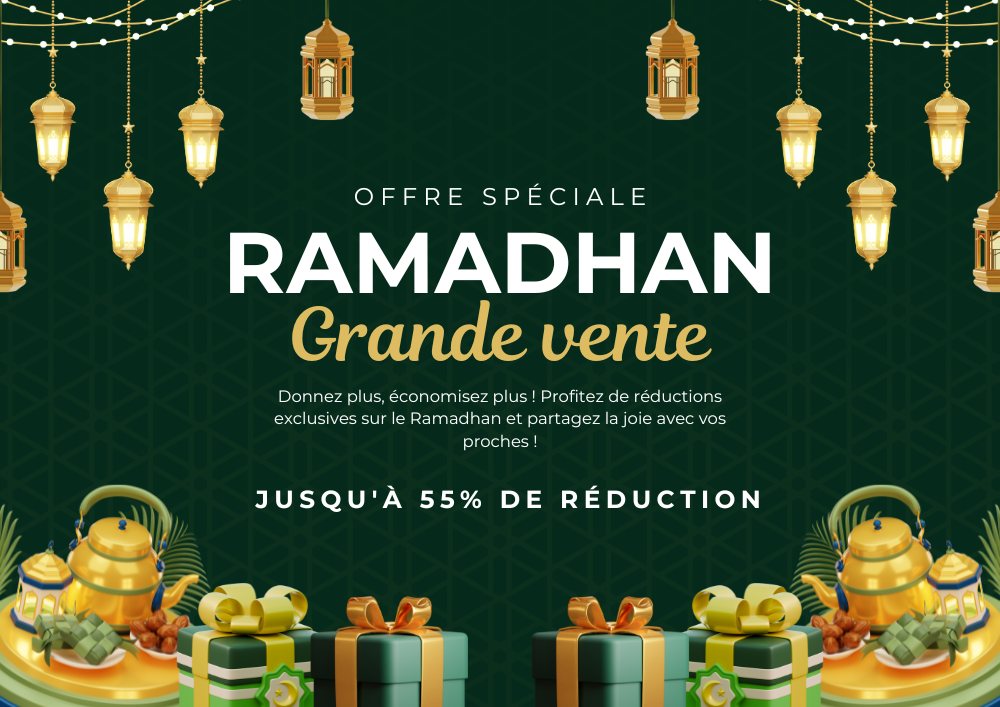 OFFRE SPÉCIALE
RAMADHAN
Grande vente
Donnez plus, économisez plus ! Profitez de réductions
exclusives sur le Ramadhan et partagez la joie avec vos
proches !
JUSQU'À 55% DE RÉDUCTION